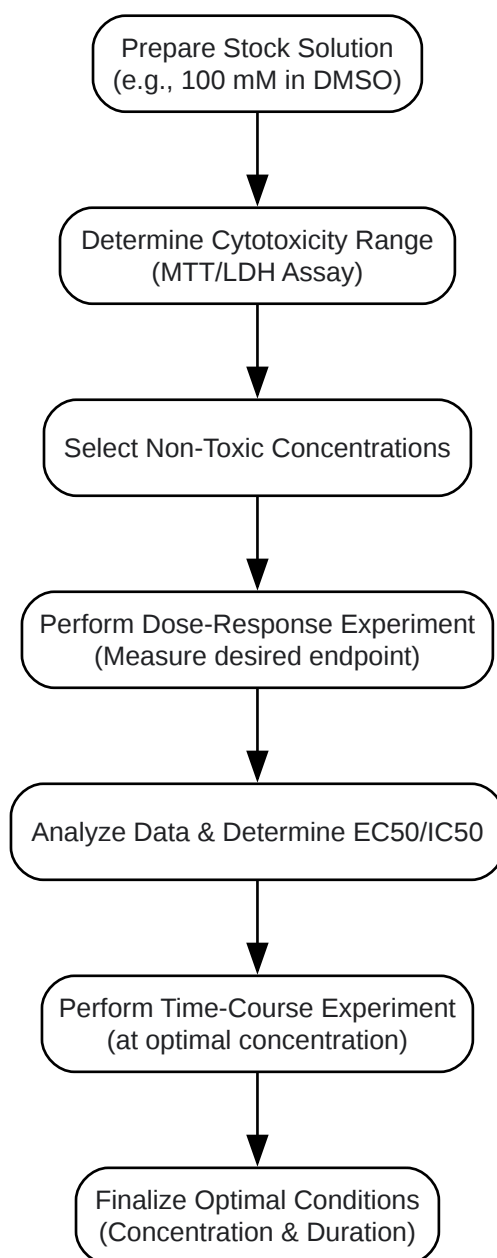 Prepare Stock Solution
(e.g., 100 mM in DMSO)
Determine Cytotoxicity Range
(MTT/LDH Assay)
Select Non-Toxic Concentrations
Perform Dose-Response Experiment
(Measure desired endpoint)
Analyze Data & Determine EC50/IC50
Perform Time-Course Experiment
(at optimal concentration)
Finalize Optimal Conditions
(Concentration & Duration)